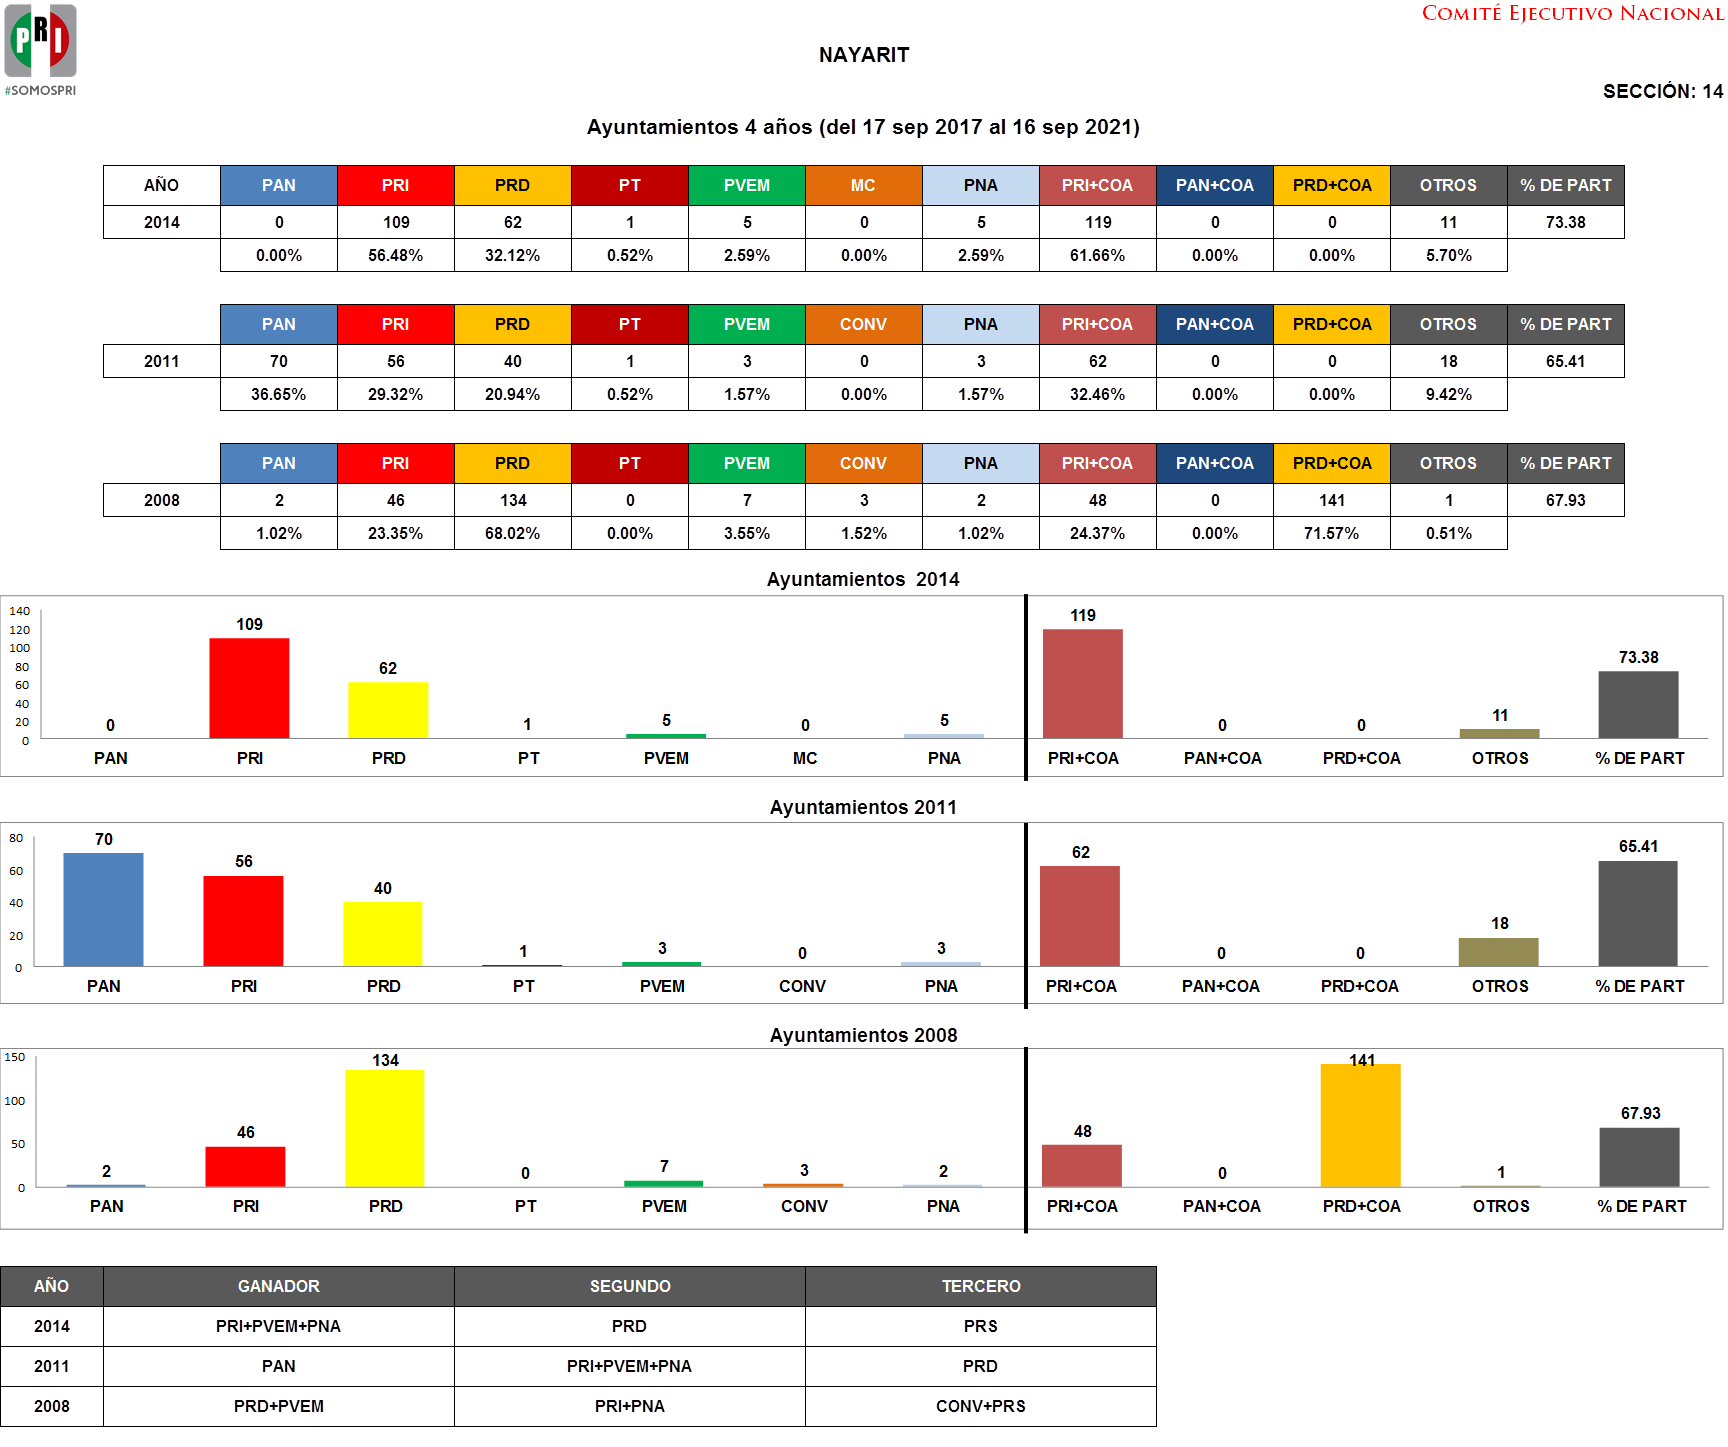 COMITÉ EJECUTIVO NACIONAL
PRI
#SOMOSPRI
NAYARIT
SECCIÓN: 14
Ayuntamientos 4 años (del 17 sep 2017 al 16 sep 2021)
AÑO PAN PRI PRD PT PVEM MC PNA PRI+COA PAN+COA PRD+COA OTROS % DE PART
2014 0 109 62 1 5 0 5 119 0 0 11 73.38
0.00% 56.48% 32.12% 0.52% 2.59% 0.00% 2.59% 61.66% 0.00% 0.00% 5.70%
PAN PRI PRD PT PVEM CONV PNA PRI+COA PAN+COA PRD+COA OTROS % DE PART
2011 70 56 40 1 3 0 3 62 0 0 18 65.41
36.65% 29.32% 20.94% 0.52% 1.57% 0.00% 1.57% 32.46% 0.00% 0.00% 9.42%
PAN PRI PRD PT PVEM CONV PNA PRI+COA PAN+COA PRD+COA OTROS % DE PART
2008 2 46 134 0 7 3 2 48 0 141 1 67.93
1.02% 23.35% 68.02% 0.00% 3.55% 1.52% 1.02% 24.37% 0.00% 71.57% 0.51%
Ayuntamientos 2014
140
120
100
80
60
40
20
0
0 109 62 1 5 0 5 119 0 0 11 73.38
PAN PRI PRD PT PVEM MC PNA PRI+COA PAN+COA PRD+COA OTROS % DE PART
Ayuntamientos 2011
80
60
40
20
0
70 56 40 1 3 0 3 62 0 0 18 65.41
PAN PRI PRD PT PVEM CONV PNA PRI+COA PAN+COA PRD+COA OTROS % DE PART
Ayuntamientos 2008
150
100
50
0
2 46 134 0 7 3 2 48 0 141 1 67.93
PAN PRI PRD PT PVEM CONV PNA PRI+COA PAN+COA PRD+COA OTROS % DE PART
AÑO GANADOR SEGUNDO TERCERO
2014 PRI+PVEM+PNA PRD PRS
2011 PAN PRI+PVEM+PNA PRD
2008 PRD+PVEM PRI+PNA CONV+PRS